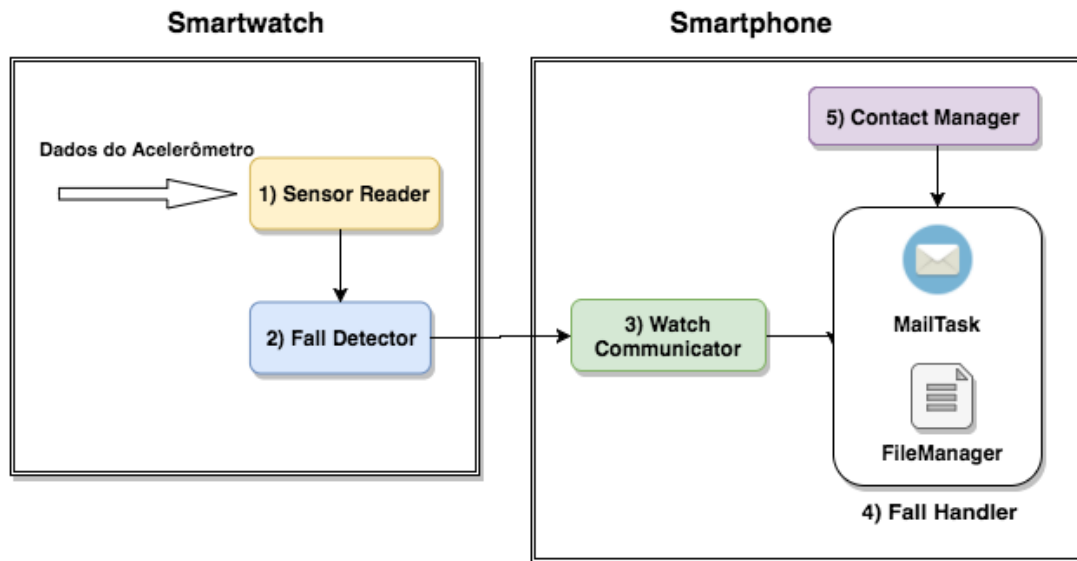 Smartwatch
Smartphone
Dados do Acelerômetro
1) Sensor Reader
2) Fall Detector
3) Watch
Communicator
5) Contact Manager
MailTask
FileManager
4) Fall Handler